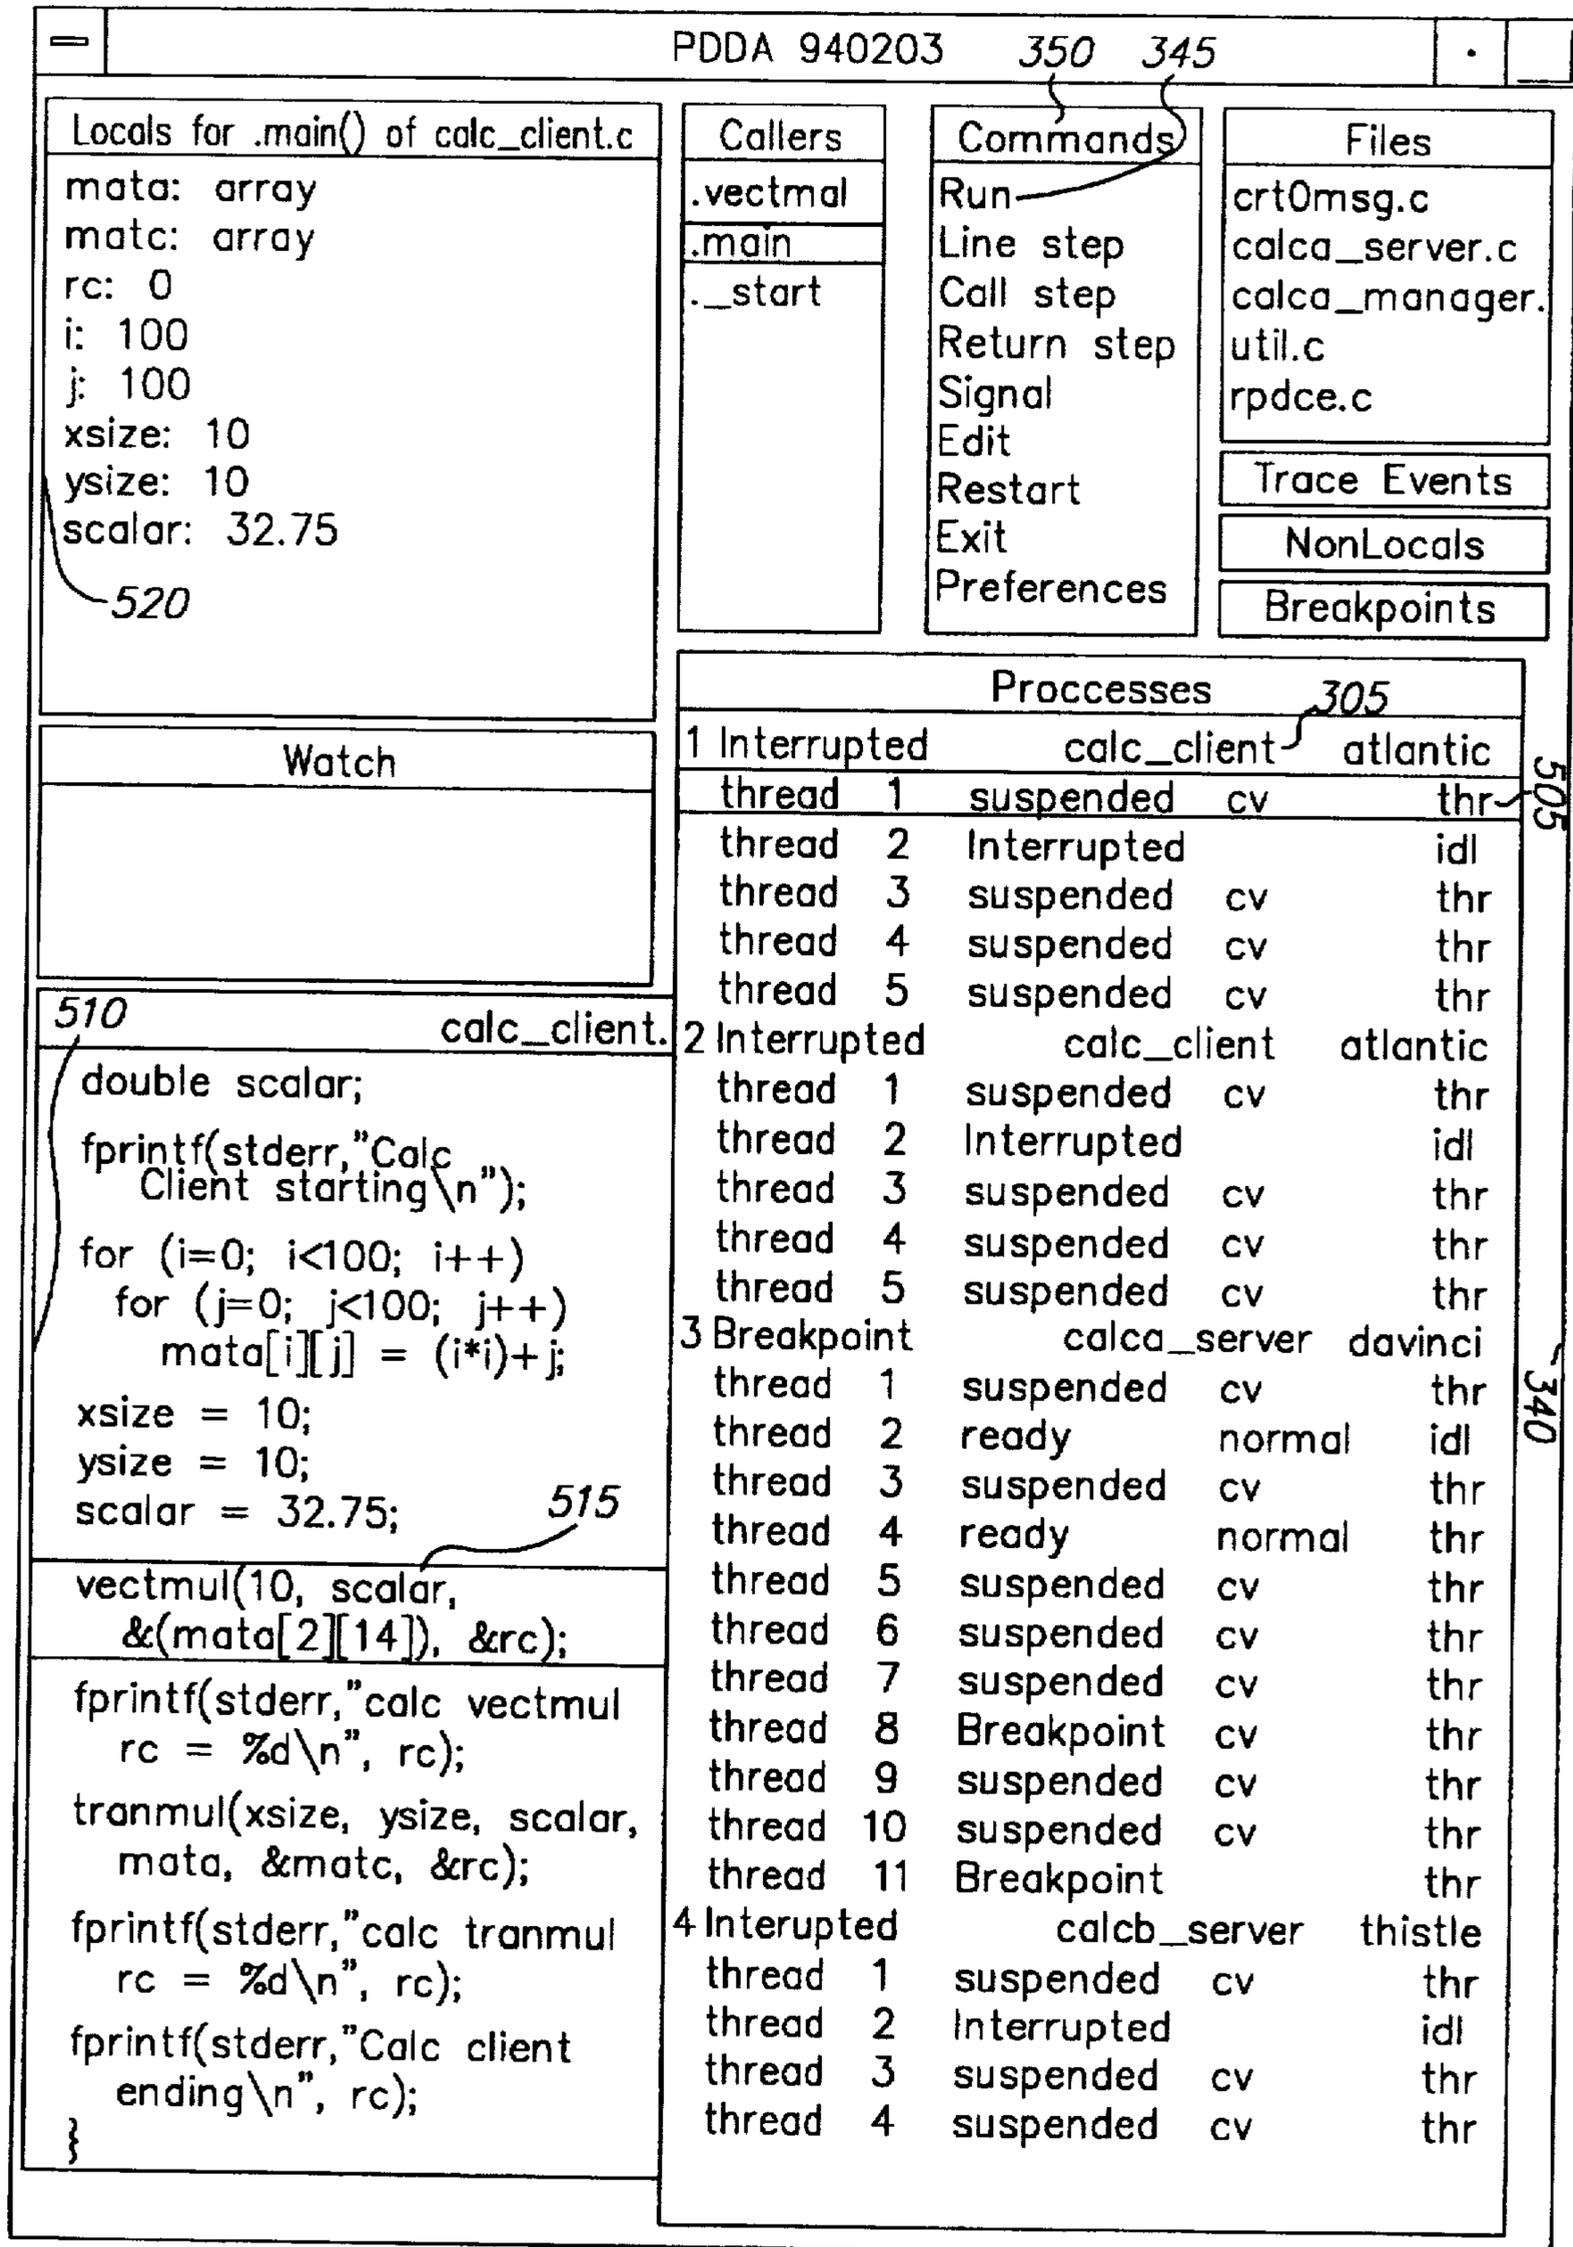 PDDA 940203
350 345
Locals for .main() of calc_client.c
mata: array
matc: array
rc: 0
i: 100
j: 100
xsize: 10
ysize: 10
scalar: 32.75
520
Callers
.vectmal
.main
._start
Commands
Run
Line step
Call step
Return step
Signal
Edit
Restart
Exit
Preferences
Files
crt0msg.c
calca_server.c
calca_manager.
util.c
rpdce.c
Trace Events
NonLocals
Breakpoints
Watch
510
calc_client.
double scalar;
fprintf(stderr,"Calc
Client starting\n");
for (i=0; i<100; i++)
for (j=0; j<100; j++)
mata[i][j] = (i*i)+j;
xsize = 10;
ysize = 10;
scalar = 32.75;
515
vectmul(10, scalar,
&(mata[2][14]), &rc);
fprintf(stderr,"calc vectmul
rc = %d\n", rc);
tranmul(xsize, ysize, scalar,
mata, &matc, &rc);
fprintf(stderr,"calc tranmul
rc = %d\n", rc);
fprintf(stderr,"Calc client
ending\n", rc);
}
Proccesses
305
1 Interrupted calc_client atlantic
thread 1 suspended cv thr
505
thread 2 Interrupted idl
thread 3 suspended cv thr
thread 4 suspended cv thr
thread 5 suspended cv thr
2 Interrupted calc_client atlantic
thread 1 suspended cv thr
thread 2 Interrupted idl
thread 3 suspended cv thr
thread 4 suspended cv thr
thread 5 suspended cv thr
3 Breakpoint calca_server davinci
340
thread 1 suspended cv thr
thread 2 ready normal idl
thread 3 suspended cv thr
thread 4 ready normal thr
thread 5 suspended cv thr
thread 6 suspended cv thr
thread 7 suspended cv thr
thread 8 Breakpoint cv thr
thread 9 suspended cv thr
thread 10 suspended cv thr
thread 11 Breakpoint thr
4 Interupted calcb_server thistle
thread 1 suspended cv thr
thread 2 Interrupted idl
thread 3 suspended cv thr
thread 4 suspended cv thr